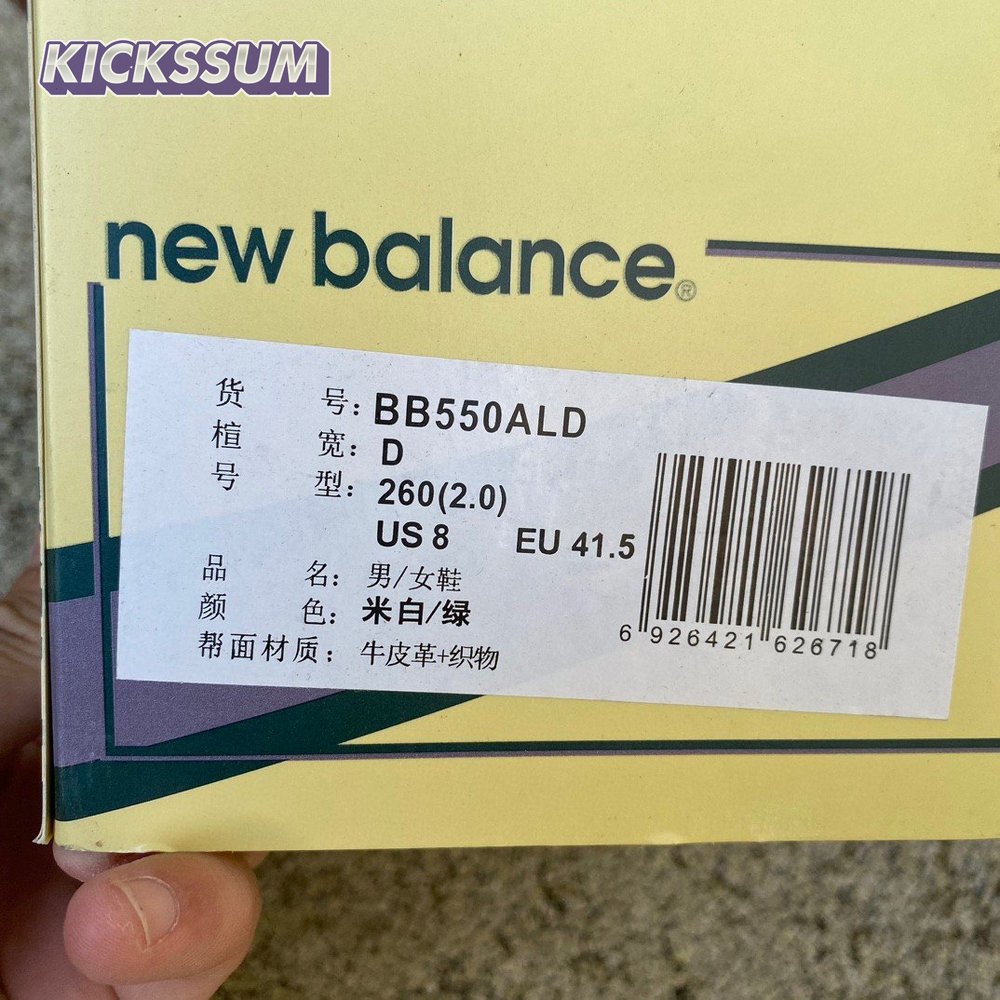 KICKSSUM
new balance®
货号: BB550ALD
楦宽: D
号型: 260(2.0)
US 8 EU 41.5
品名: 男/女鞋
颜色: 米白/绿
帮面材质: 牛皮革+织物
6 926421 626718